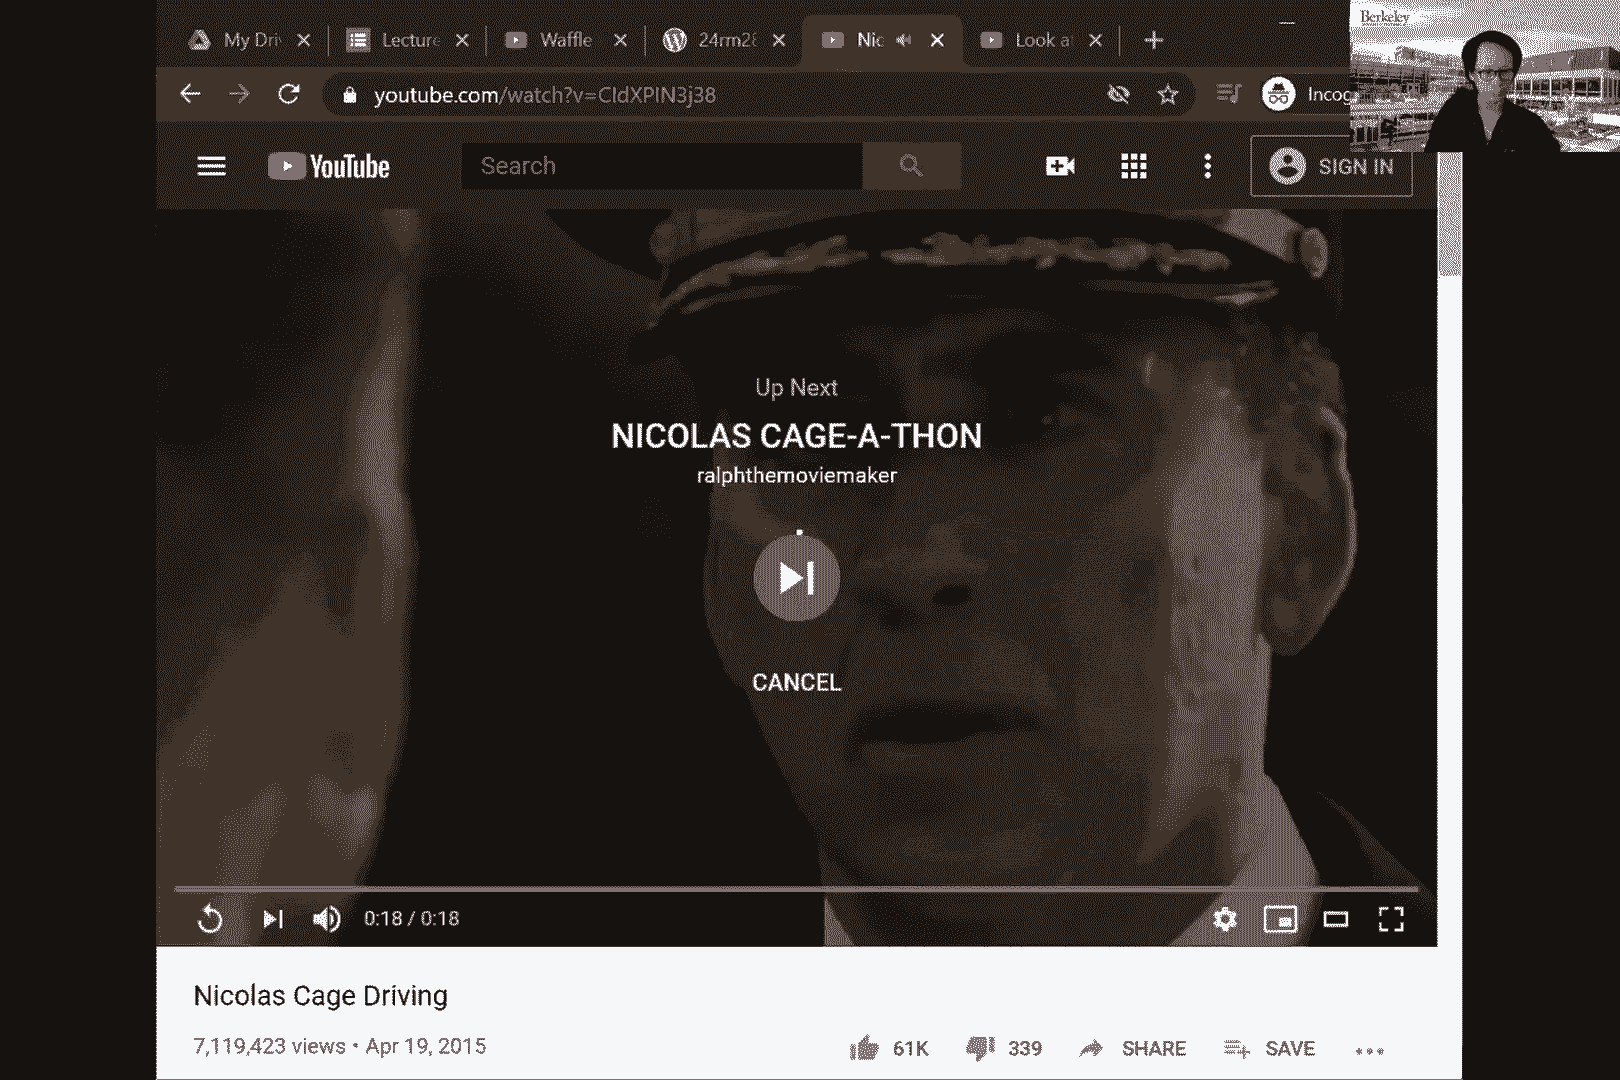 My Dri
Lecture
Waffle
24rm28
Nic
Look a
youtube.com/watch?v=CldXPIN3j38
Incog
Berkeley
YouTube
Search
SIGN IN
Up Next
NICOLAS CAGE-A-THON
ralphthemoviemaker
CANCEL
0:18 / 0:18
Nicolas Cage Driving
7,119,423 views • Apr 19, 2015
61K
339
SHARE
SAVE